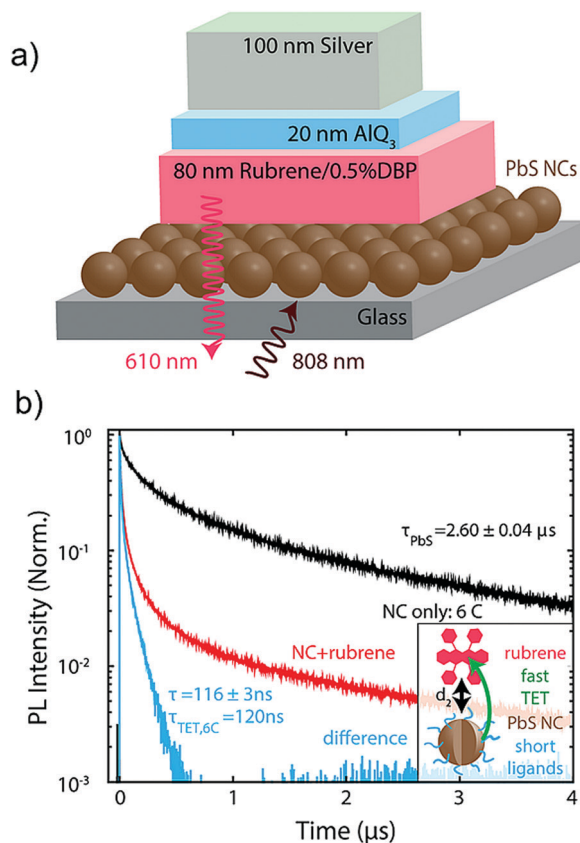 a)
100 nm Silver
20 nm AlQ₃
80 nm Rubrene/0.5%DBP
PbS NCs
Glass
610 nm
808 nm
b)
PL Intensity (Norm.)
10⁰
10⁻¹
10⁻²
10⁻³
τPbS=2.60 ± 0.04 µs
NC only: 6 C
NC+rubrene
τ=116 ± 3ns
τTET,6C=120ns
difference
rubrene
fast
TET
d₂
PbS NC
short
ligands
0
1
2
3
4
Time (µs)